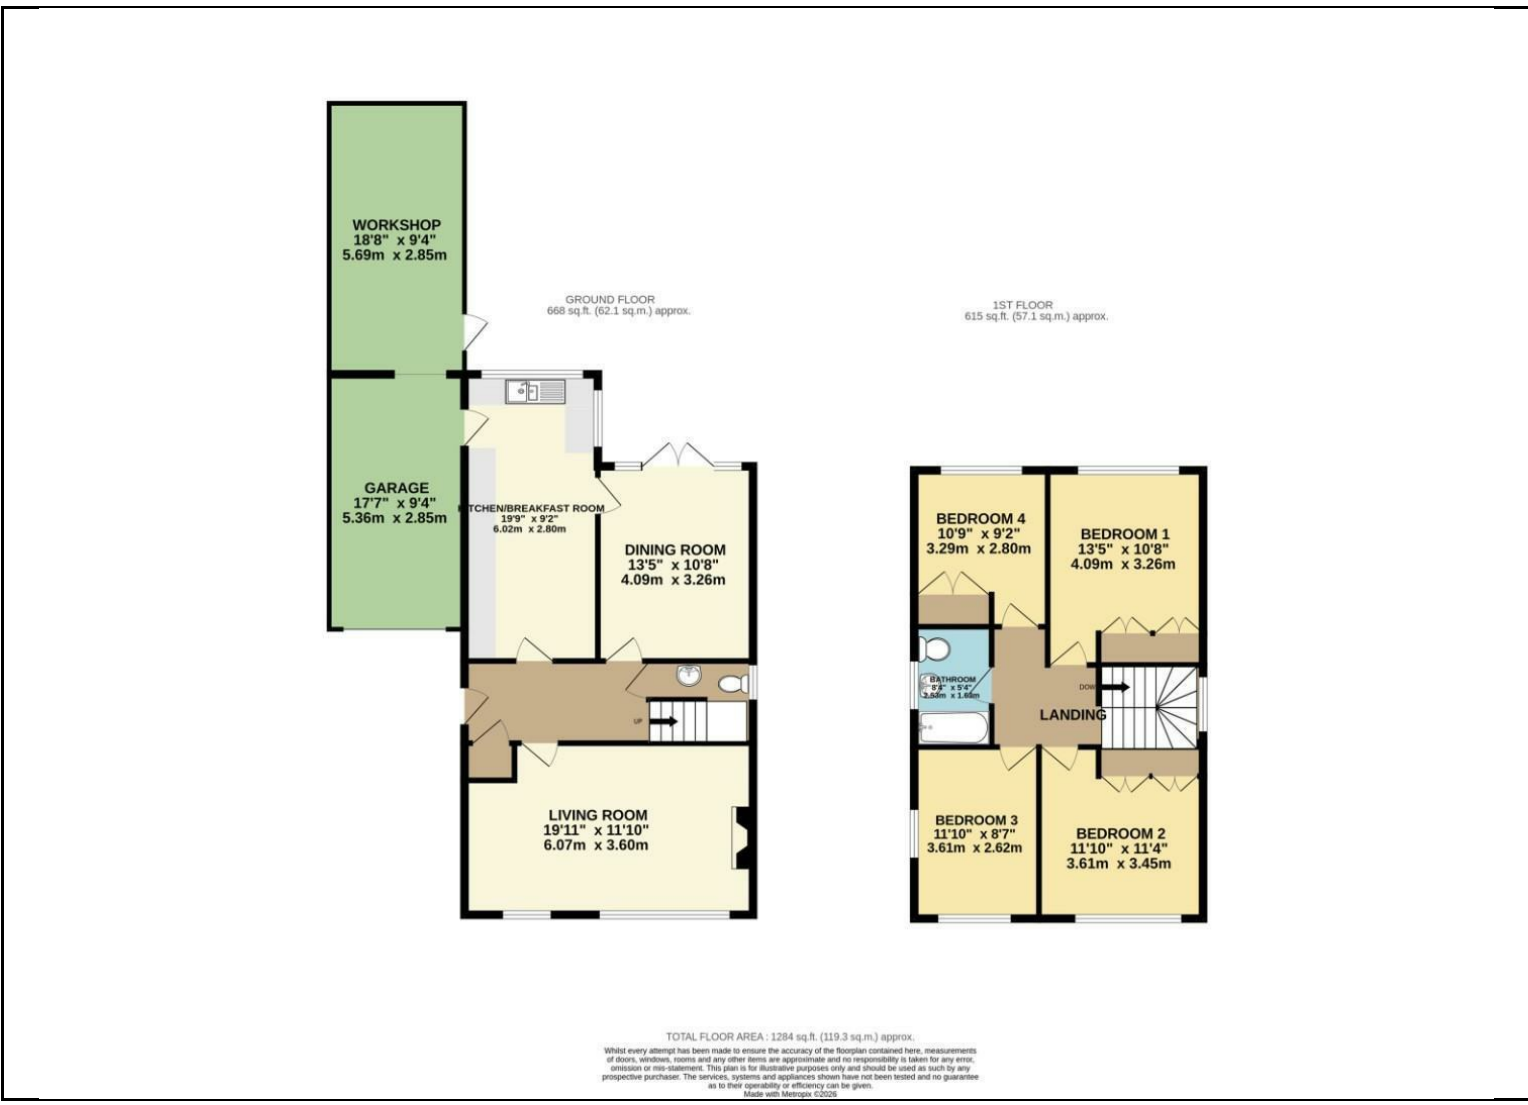 WORKSHOP
18'8" x 9'4"
5.69m x 2.85m
GROUND FLOOR
668 sq.ft. (62.1 sq.m.) approx.
1ST FLOOR
615 sq.ft. (57.1 sq.m.) approx.
GARAGE
17'7" x 9'4"
5.36m x 2.85m
KITCHEN/BREAKFAST ROOM
19'9" x 9'2"
6.02m x 2.80m
DINING ROOM
13'5" x 10'8"
4.09m x 3.26m
UP
LIVING ROOM
19'11" x 11'10"
6.07m x 3.60m
BEDROOM 4
10'9" x 9'2"
3.29m x 2.80m
BEDROOM 1
13'5" x 10'8"
4.09m x 3.26m
BATHROOM
8'4" x 5'4"
DOWN
LANDING
BEDROOM 3
11'10" x 8'7"
3.61m x 2.62m
BEDROOM 2
11'10" x 11'4"
3.61m x 3.45m
TOTAL FLOOR AREA : 1284 sq.ft. (119.3 sq.m.) approx.
Whilst every attempt has been made to ensure the accuracy of the floorplan contained here, measurements
of doors, windows, rooms and any other items are approximate and no responsibility is taken for any error,
omission or mis-statement. This plan is for illustrative purposes only and should be used as such by any
prospective purchaser. The services, systems and appliances shown have not been tested and no guarantee
as to their operability or efficiency can be given.
Made with Metropix ©2026